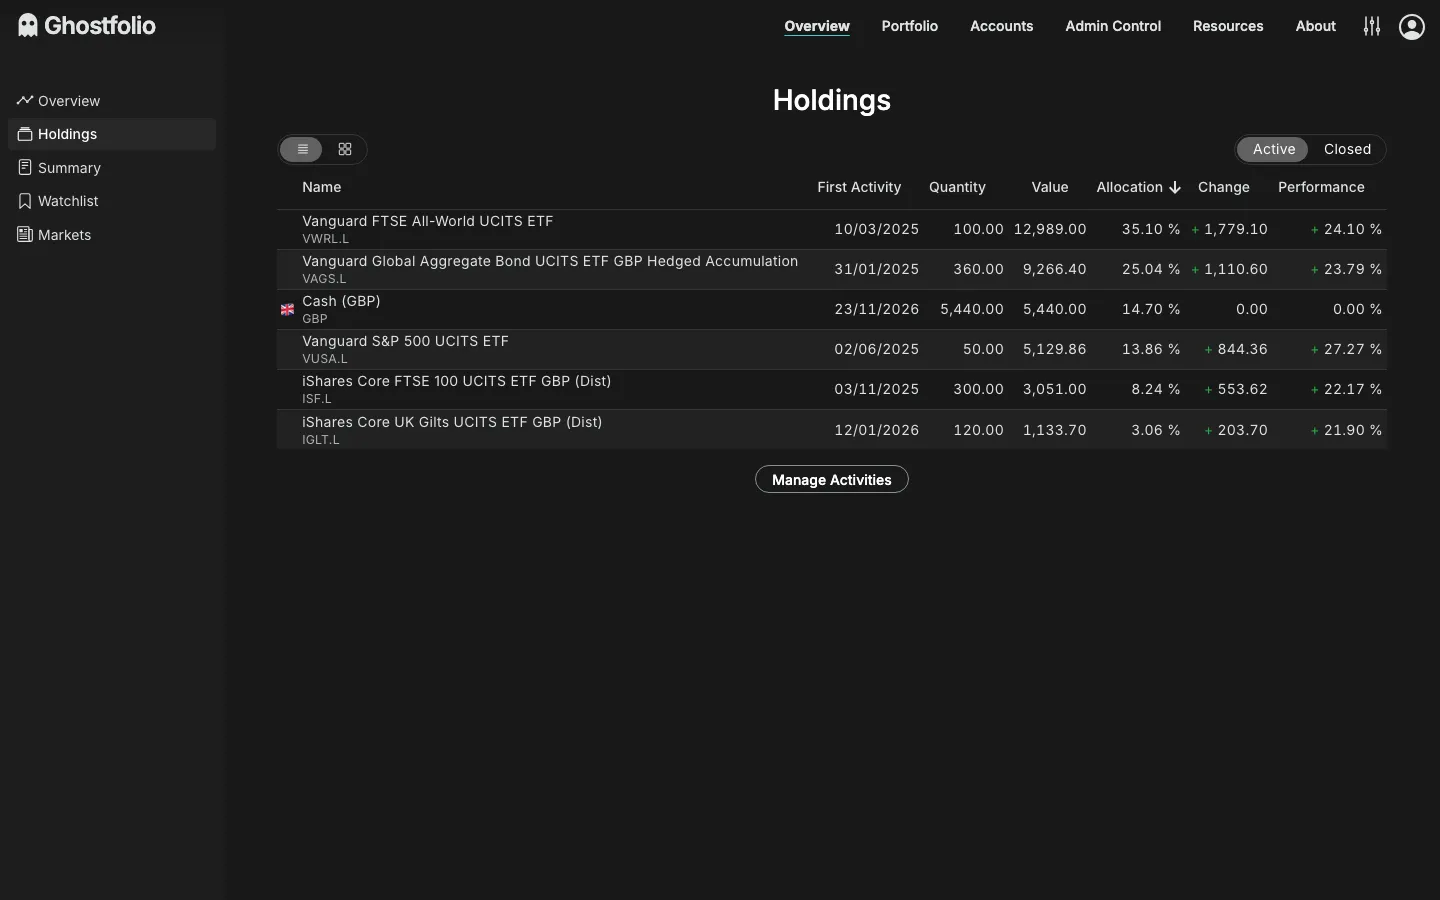 Ghostfolio
Overview Portfolio Accounts Admin Control Resources About
Overview
Holdings
Summary
Watchlist
Markets
Holdings
Active Closed
Name First Activity Quantity Value Allocation Change Performance
Vanguard FTSE All-World UCITS ETF
VWRL.L
10/03/2025 100.00 12,989.00 35.10 % + 1,779.10 + 24.10 %
Vanguard Global Aggregate Bond UCITS ETF GBP Hedged Accumulation
VAGS.L
31/01/2025 360.00 9,266.40 25.04 % + 1,110.60 + 23.79 %
Cash (GBP)
GBP
23/11/2026 5,440.00 5,440.00 14.70 % 0.00 0.00 %
Vanguard S&P 500 UCITS ETF
VUSA.L
02/06/2025 50.00 5,129.86 13.86 % + 844.36 + 27.27 %
iShares Core FTSE 100 UCITS ETF GBP (Dist)
ISF.L
03/11/2025 300.00 3,051.00 8.24 % + 553.62 + 22.17 %
iShares Core UK Gilts UCITS ETF GBP (Dist)
IGLT.L
12/01/2026 120.00 1,133.70 3.06 % + 203.70 + 21.90 %
Manage Activities